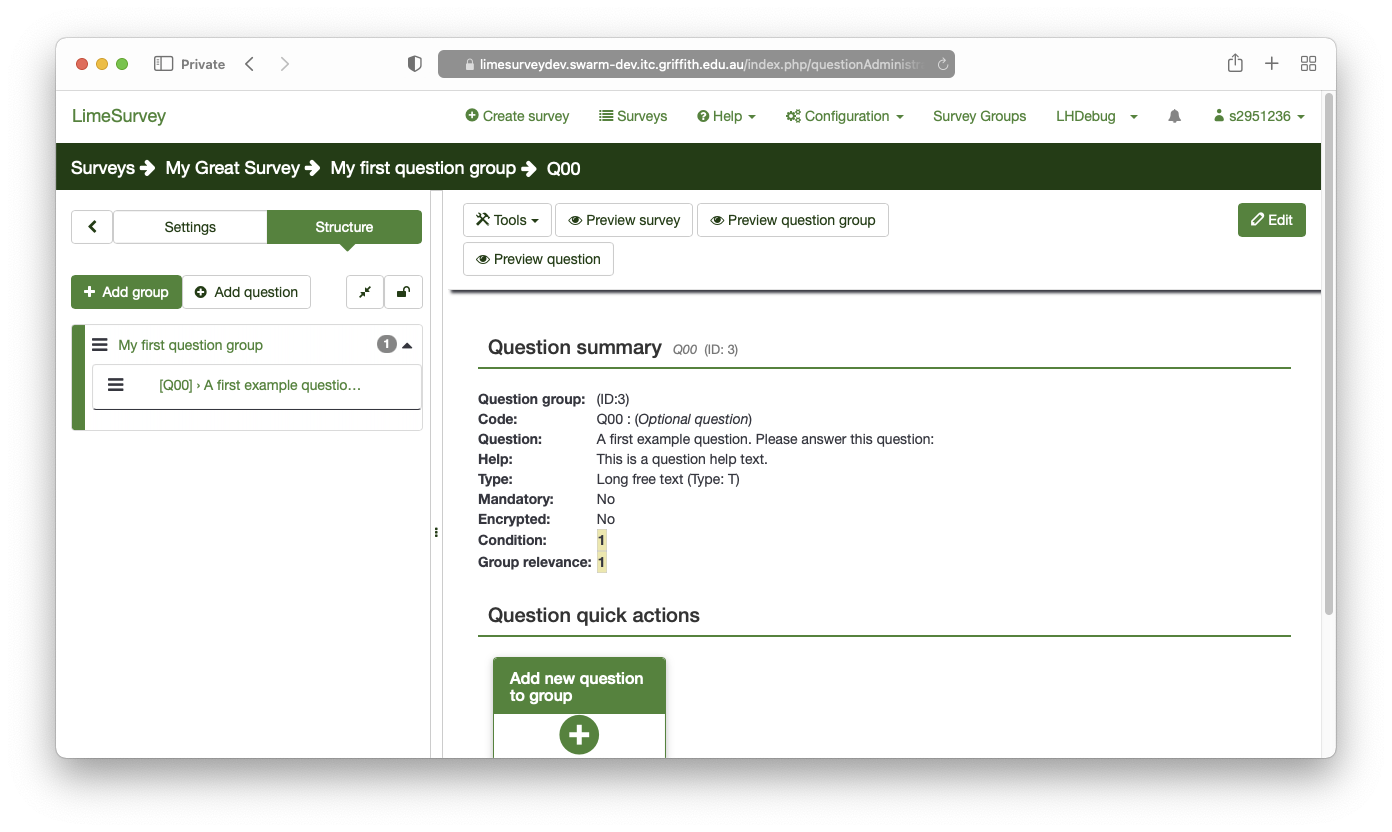 Private
limesurveydev.swarm-dev.itc.griffith.edu.au/index.php/questionAdministr
LimeSurvey
Create survey Surveys Help Configuration Survey Groups LHDebug s2951236
Surveys My Great Survey My first question group Q00
Settings Structure
Tools Preview survey Preview question group Edit
Preview question
Add group Add question
My first question group 1
[Q00] › A first example questio…
Question summary Q00 (ID: 3)
Question group: (ID:3)
Code: Q00 : (Optional question)
Question: A first example question. Please answer this question:
Help: This is a question help text.
Type: Long free text (Type: T)
Mandatory: No
Encrypted: No
Condition: 1
Group relevance: 1
Question quick actions
Add new question
to group